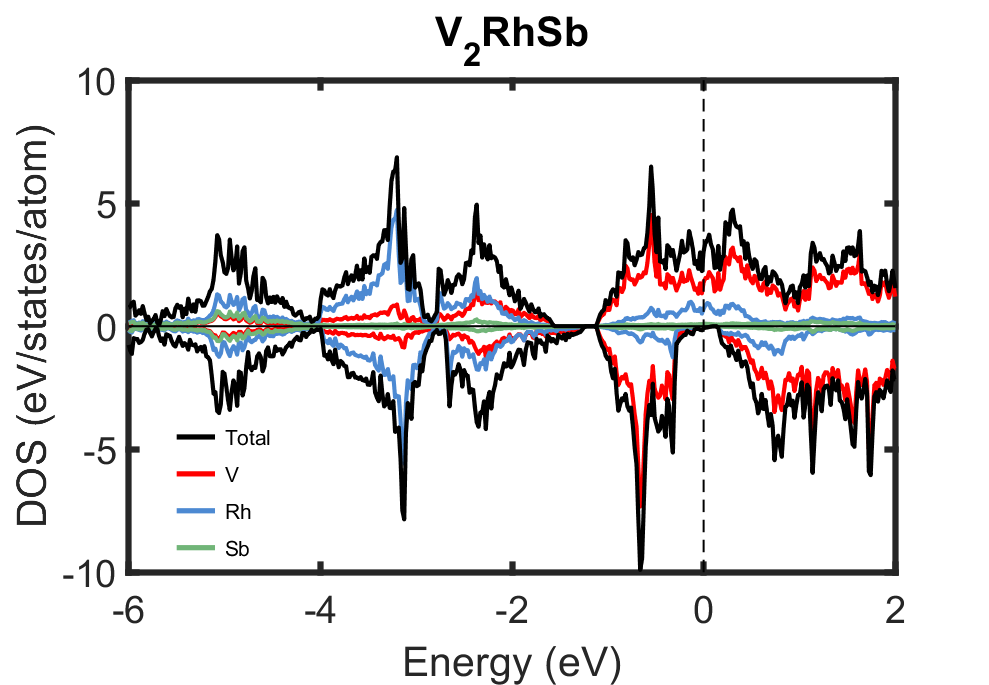 V2RhSb
DOS (eV/states/atom)
10
5
0
-5
-10
Total
V
Rh
Sb
-6 -4 -2 0 2
Energy (eV)